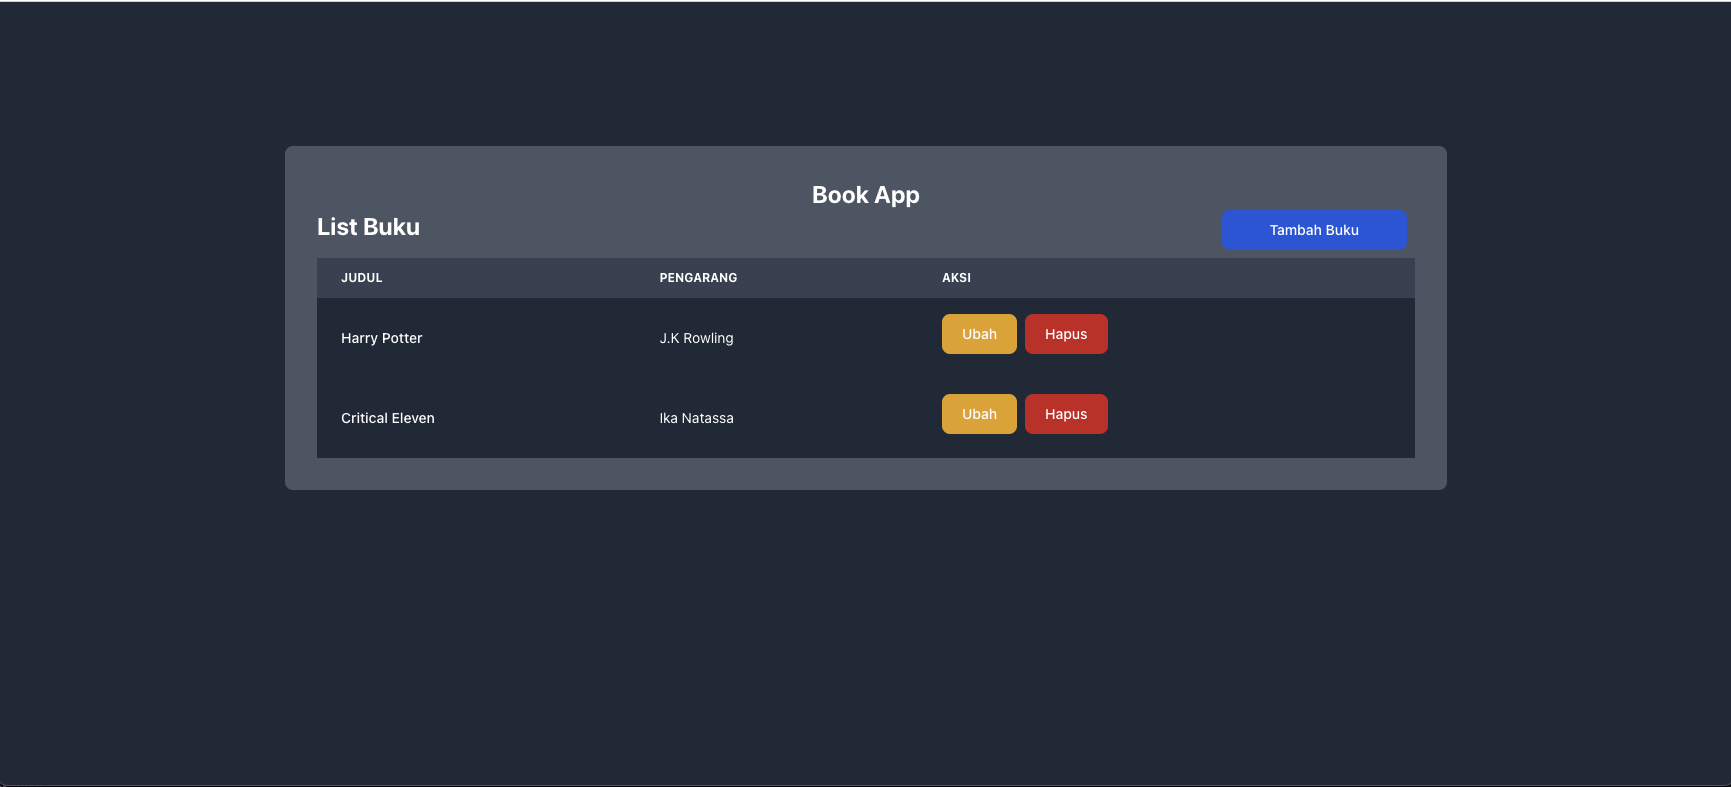 Book App
List Buku
Tambah Buku
JUDUL PENGARANG AKSI
Harry Potter J.K Rowling Ubah Hapus
Critical Eleven Ika Natassa Ubah Hapus